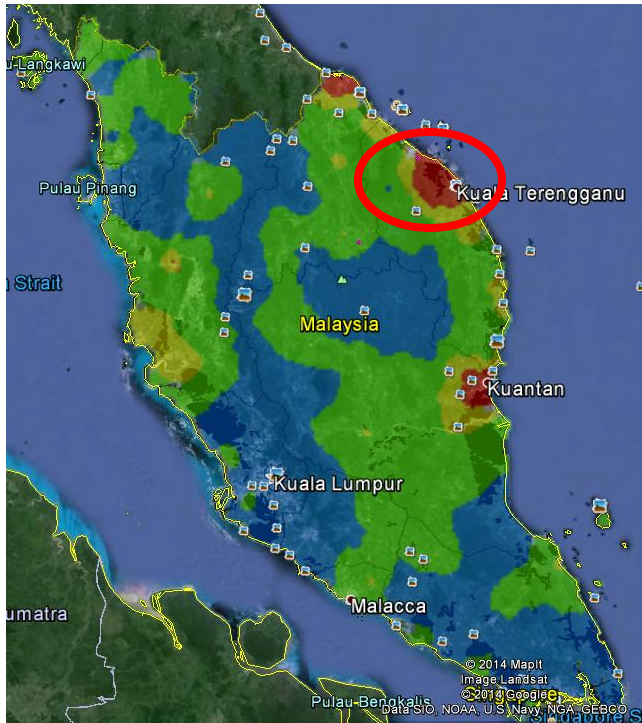 u-Langkawi
Pulau Pinang
Kuala Terengganu
Strait
Malaysia
Kuantan
Kuala Lumpur
Malacca
umatra
© 2014 MapIt
Image Landsat
© 2014 Google
Pulau Bengkalis
Data SIO, NOAA, U.S. Navy, NGA, GEBCO